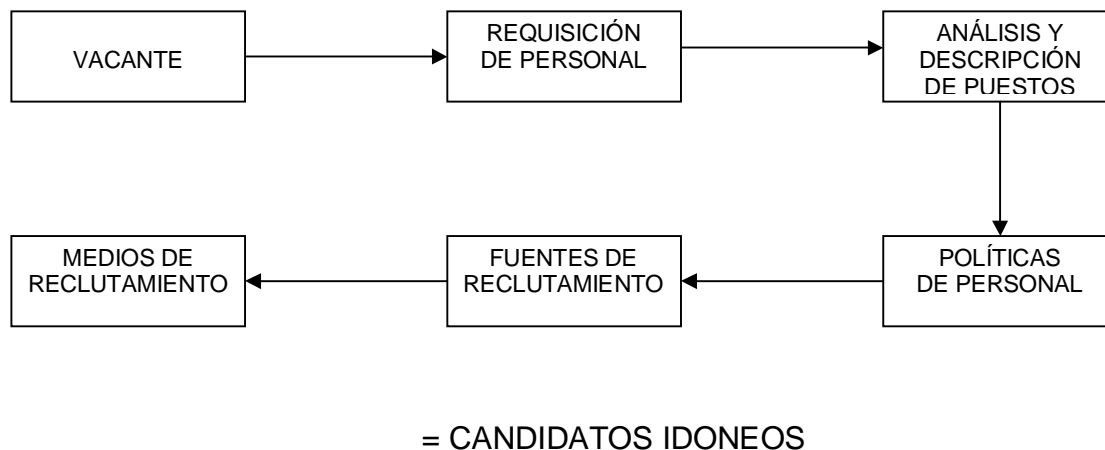 VACANTE
REQUISICIÓN
DE PERSONAL
ANÁLISIS Y
DESCRIPCIÓN
DE PUESTOS
MEDIOS DE
RECLUTAMIENTO
FUENTES DE
RECLUTAMIENTO
POLÍTICAS
DE PERSONAL
= CANDIDATOS IDONEOS